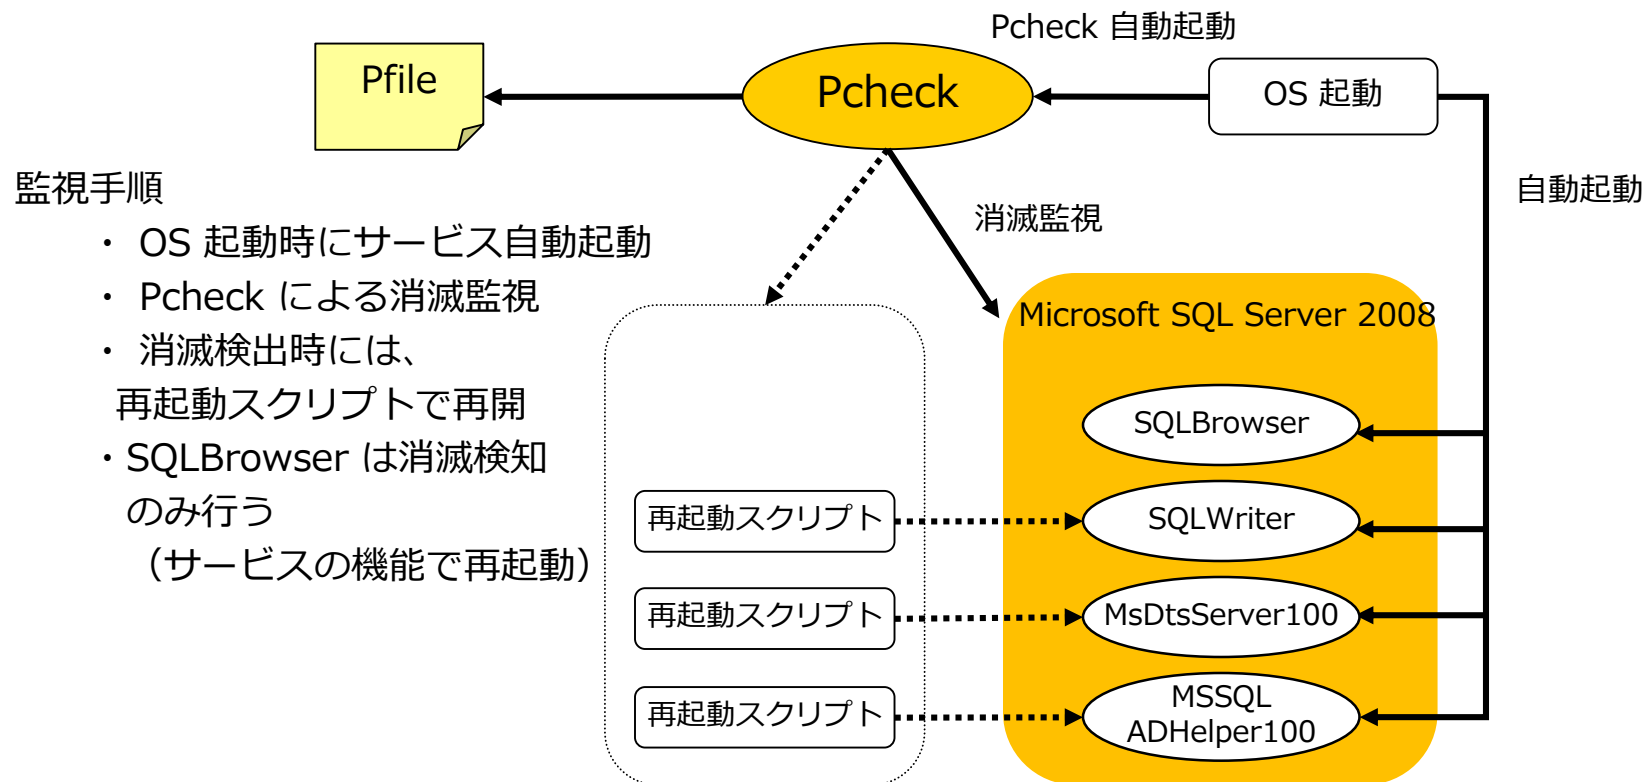 Pcheck 自動起動
Pfile
Pcheck
OS 起動
監視手順
自動起動
消滅監視
・ OS 起動時にサービス自動起動
・ Pcheck による消滅監視
・ 消滅検出時には、
再起動スクリプトで再開
・SQLBrowser は消滅検知
のみ行う
（サービスの機能で再起動）
Microsoft SQL Server 2008
SQLBrowser
再起動スクリプト
SQLWriter
再起動スクリプト
MsDtsServer100
再起動スクリプト
MSSQL
ADHelper100